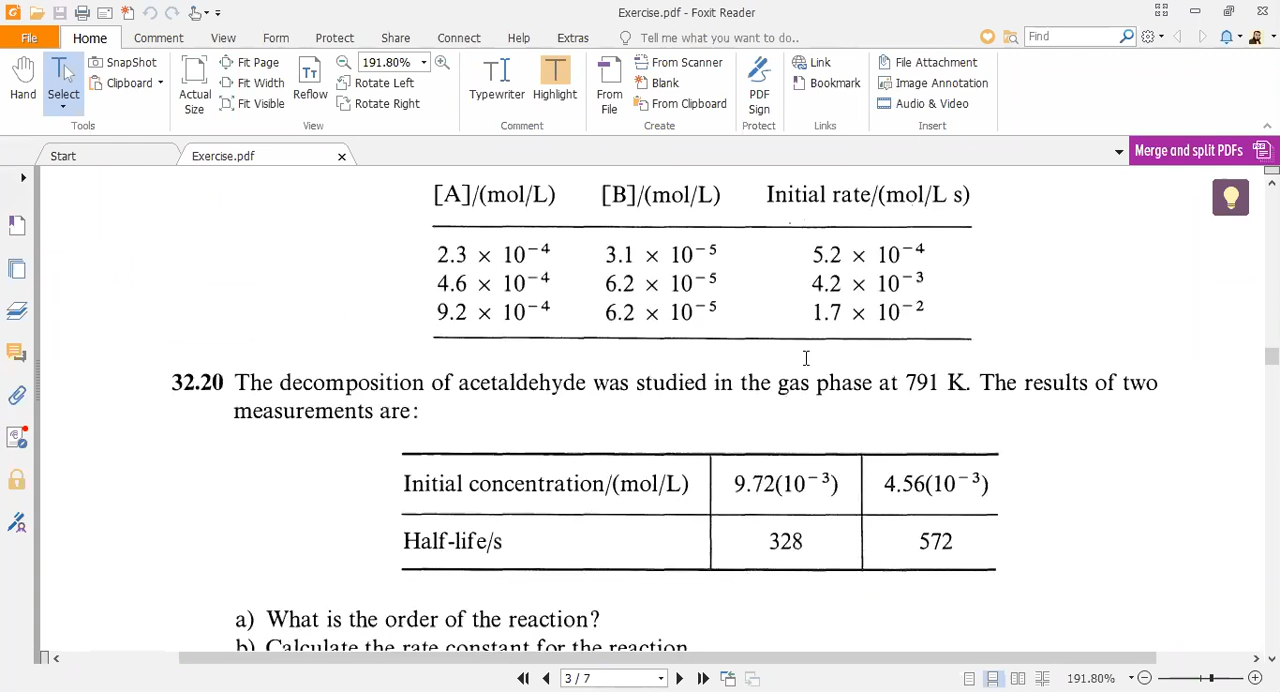 Exercise.pdf - Foxit Reader
File Home Comment View Form Protect Share Connect Help Extras Tell me what you want to do.. Find
Hand
Select
SnapShot
Clipboard
Tools
Actual Size
Fit Page
Fit Width
Fit Visible
Reflow
191.80%
Rotate Left
Rotate Right
View
Typewriter
Highlight
Comment
From File
From Scanner
Blank
From Clipboard
Create
PDF Sign
Protect
Link
Bookmark
Links
File Attachment
Image Annotation
Audio & Video
Insert
Start Exercise.pdf Merge and split PDFs
[A]/(mol/L) [B]/(mol/L) Initial rate/(mol/L s)
2.3 × 10⁻⁴ 3.1 × 10⁻⁵ 5.2 × 10⁻⁴
4.6 × 10⁻⁴ 6.2 × 10⁻⁵ 4.2 × 10⁻³
9.2 × 10⁻⁴ 6.2 × 10⁻⁵ 1.7 × 10⁻²
32.20 The decomposition of acetaldehyde was studied in the gas phase at 791 K. The results of two
measurements are:
Initial concentration/(mol/L) 9.72(10⁻³) 4.56(10⁻³)
Half-life/s 328 572
a) What is the order of the reaction?
b) Calculate the rate constant for the reaction
3 / 7 191.80%